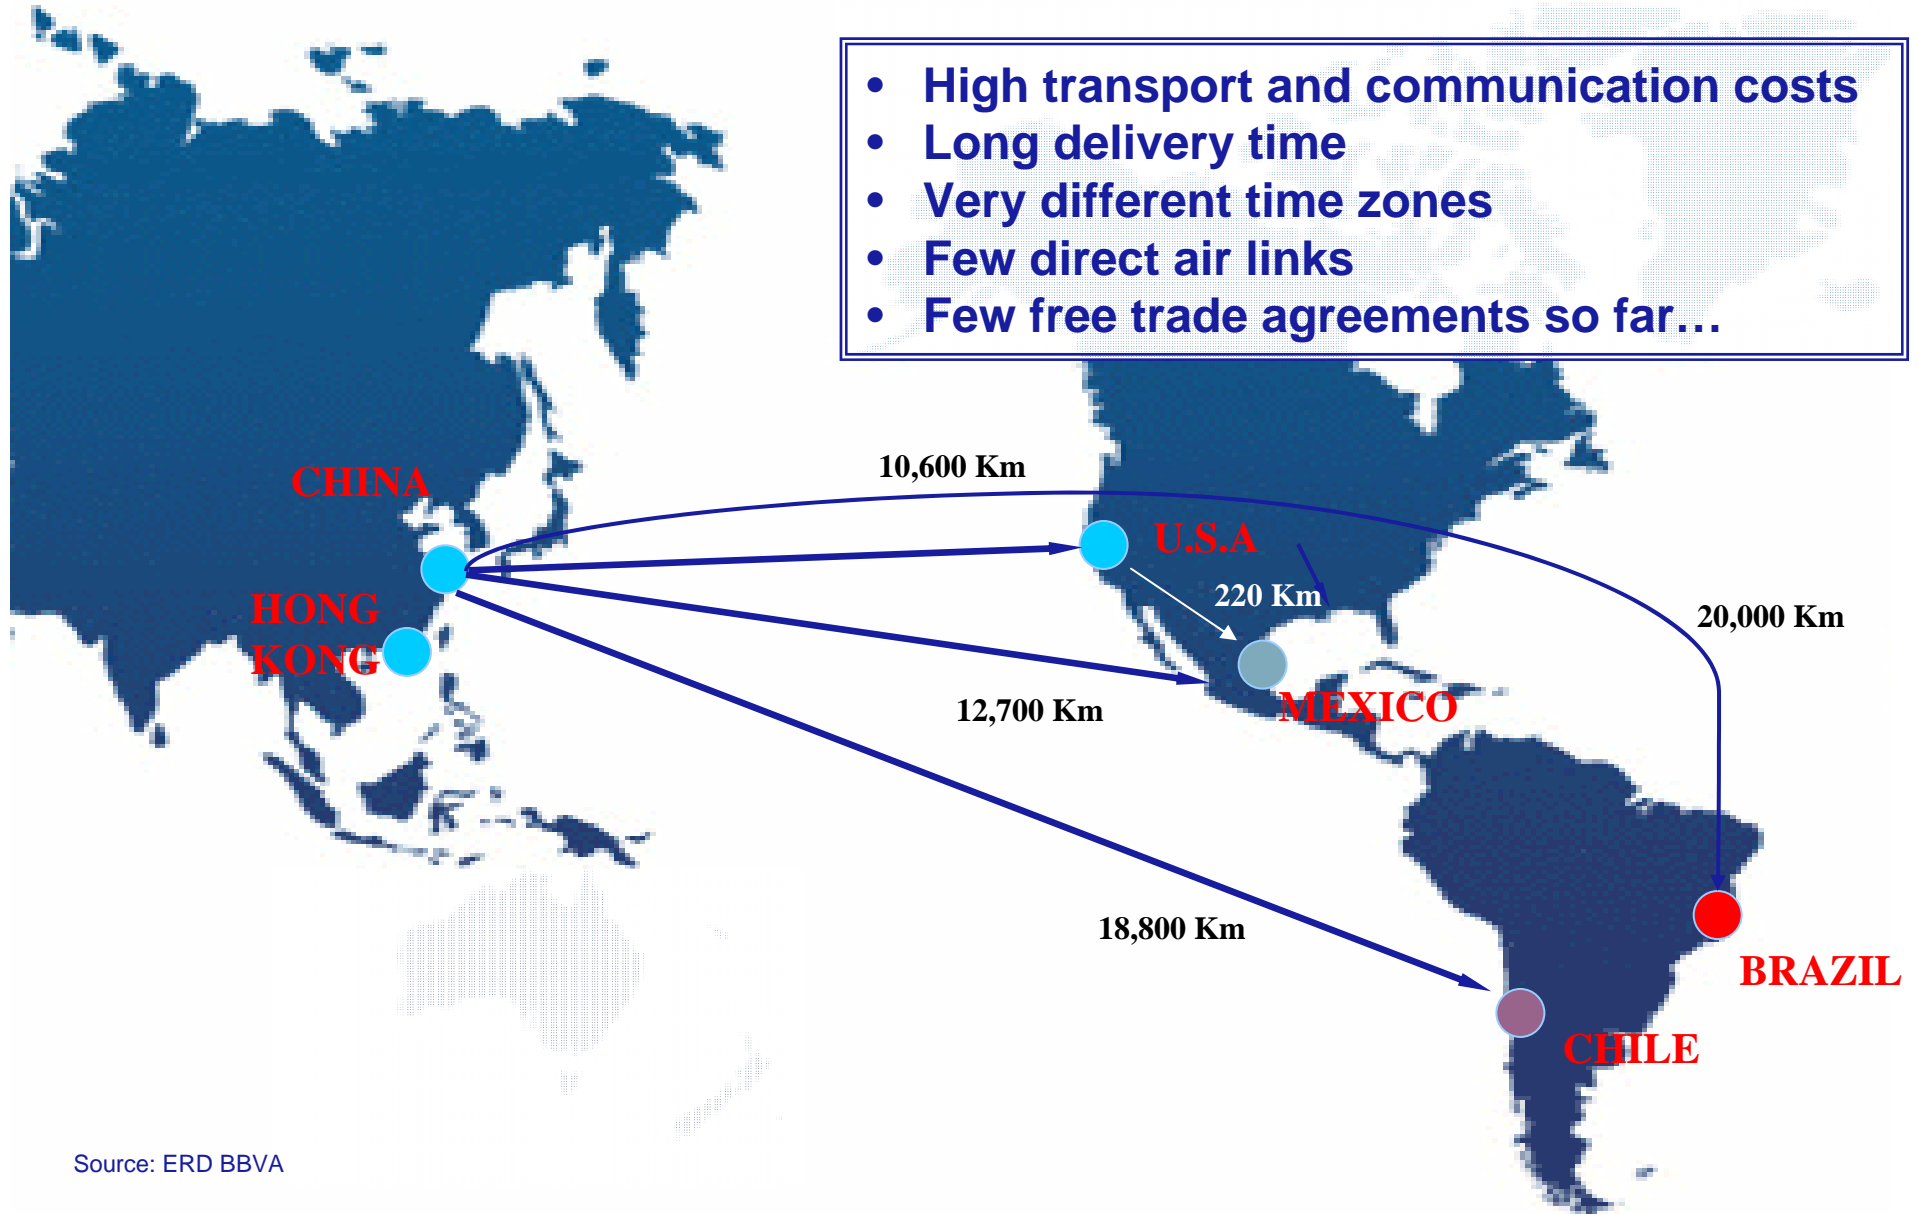 • High transport and communication costs
• Long delivery time
• Very different time zones
• Few direct air links
• Few free trade agreements so far…
10,600 Km
CHINA
U.S.A
220 Km
HONG
KONG
20,000 Km
12,700 Km
MEXICO
18,800 Km
BRAZIL
CHILE
Source: ERD BBVA